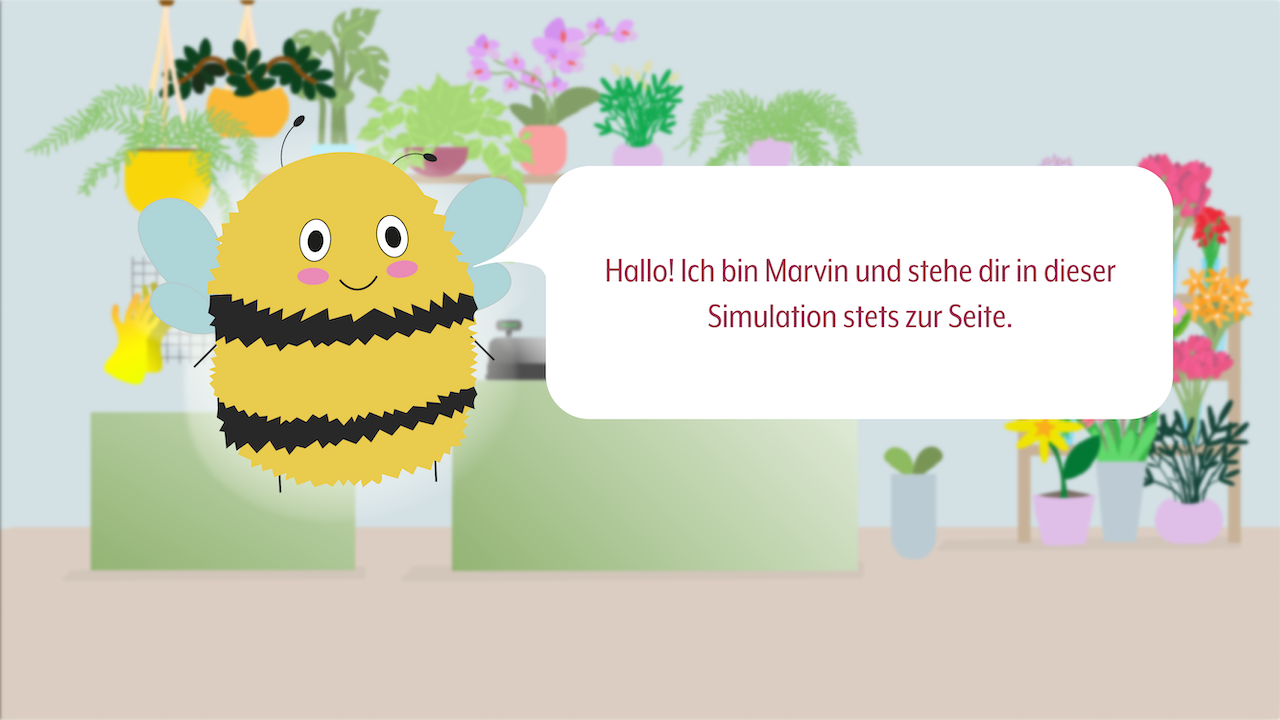 Hallo! Ich bin Marvin und stehe dir in dieser
Simulation stets zur Seite.